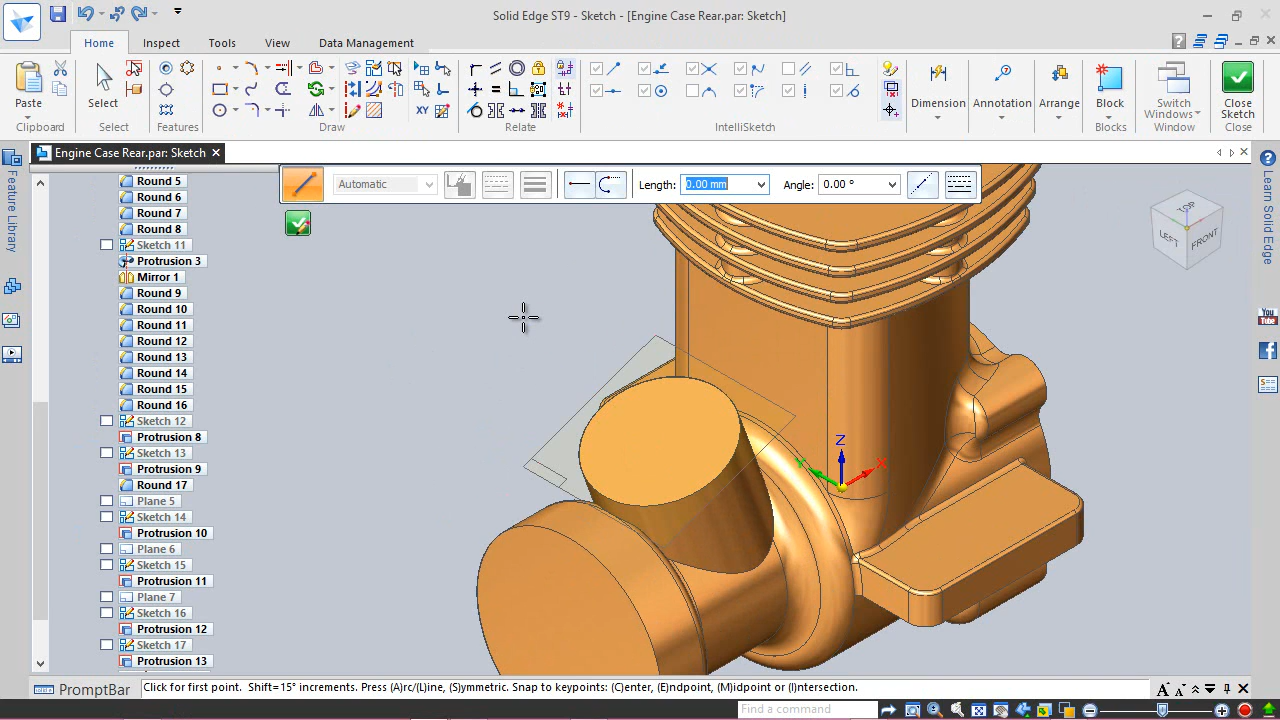 Solid Edge ST9 - Sketch - [Engine Case Rear.par: Sketch]
Home
Inspect
Tools
View
Data Management
Paste
Select
Dimension
Annotation
Arrange
Block
Switch
Windows
Close
Sketch
Clipboard
Select
Features
Draw
Relate
IntelliSketch
Blocks
Window
Close
XY
Engine Case Rear.par: Sketch
Automatic
Length:
0.00 mm
Angle:
0.00 °
Feature Library
Round 5
Round 6
Round 7
Round 8
Sketch 11
Protrusion 3
Mirror 1
Round 9
Round 10
Round 11
Round 12
Round 13
Round 14
Round 15
Round 16
Sketch 12
Protrusion 8
Sketch 13
Protrusion 9
Round 17
Plane 5
Sketch 14
Protrusion 10
Plane 6
Sketch 15
Protrusion 11
Plane 7
Sketch 16
Protrusion 12
Sketch 17
Protrusion 13
TOP
LEFT
FRONT
Z
Y
X
Learn Solid Edge
You Tube
PromptBar
Click for first point. Shift=15° increments. Press (A)rc/(L)ine, (S)ymmetric. Snap to keypoints: (C)enter, (E)ndpoint, (M)idpoint or (I)ntersection.
Find a command